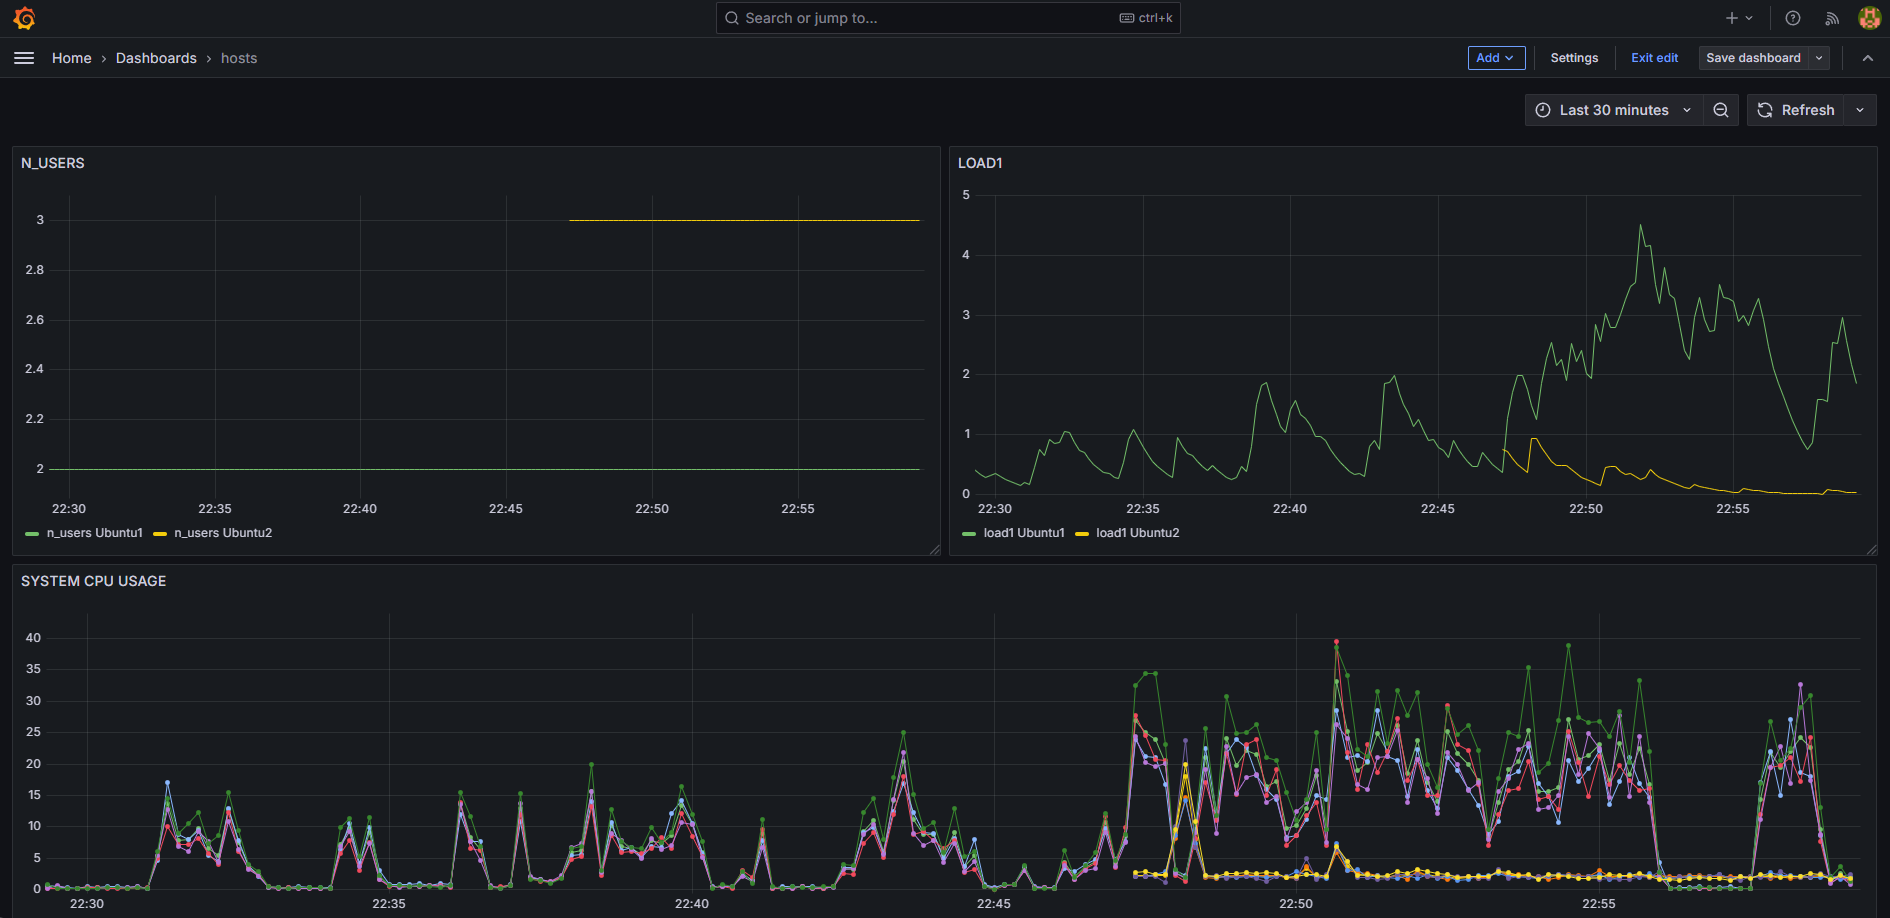 Search or jump to... ctrl+k
Home › Dashboards › hosts
Add Settings Exit edit Save dashboard
Last 30 minutes Refresh
N_USERS
3
2.8
2.6
2.4
2.2
2
22:30 22:35 22:40 22:45 22:50 22:55
n_users Ubuntu1 n_users Ubuntu2
LOAD1
5
4
3
2
1
0
22:30 22:35 22:40 22:45 22:50 22:55
load1 Ubuntu1 load1 Ubuntu2
SYSTEM CPU USAGE
40
35
30
25
20
15
10
5
0
22:30 22:35 22:40 22:45 22:50 22:55